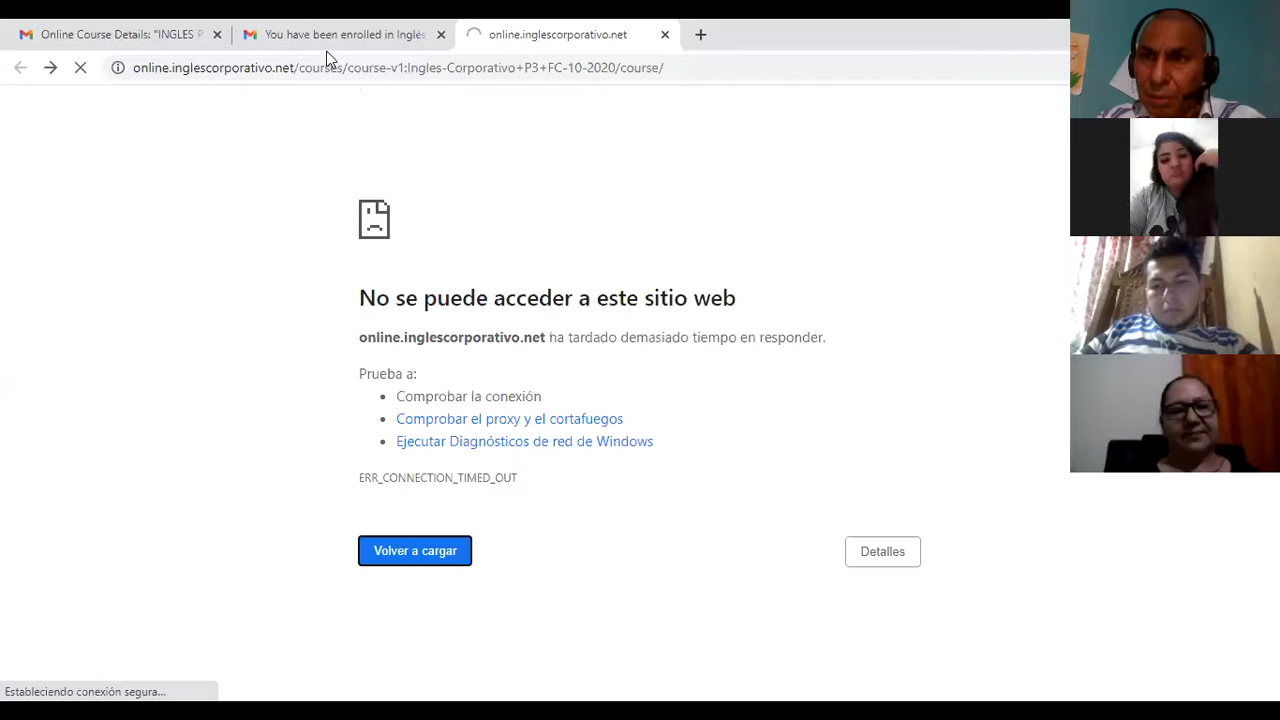 Online Course Details: "INGLES P
You have been enrolled in Inglés
online.inglescorporativo.net
online.inglescorporativo.net/courses/course-v1:Ingles-Corporativo+P3+FC-10-2020/course/
No se puede acceder a este sitio web
online.inglescorporativo.net ha tardado demasiado tiempo en responder.
Prueba a:
Comprobar la conexión
Comprobar el proxy y el cortafuegos
Ejecutar Diagnósticos de red de Windows
ERR_CONNECTION_TIMED_OUT
Volver a cargar
Detalles
Estableciendo conexión segura...